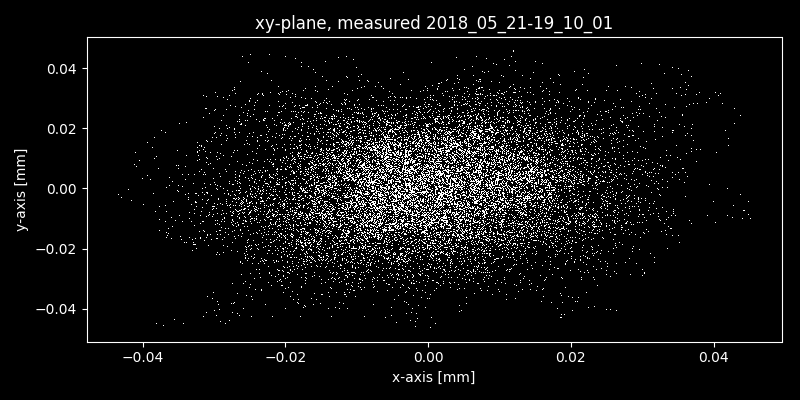 xy-plane, measured 2018_05_21-19_10_01
0.04
0.02
0.00
−0.02
−0.04
y-axis [mm]
−0.04 −0.02 0.00 0.02 0.04
x-axis [mm]